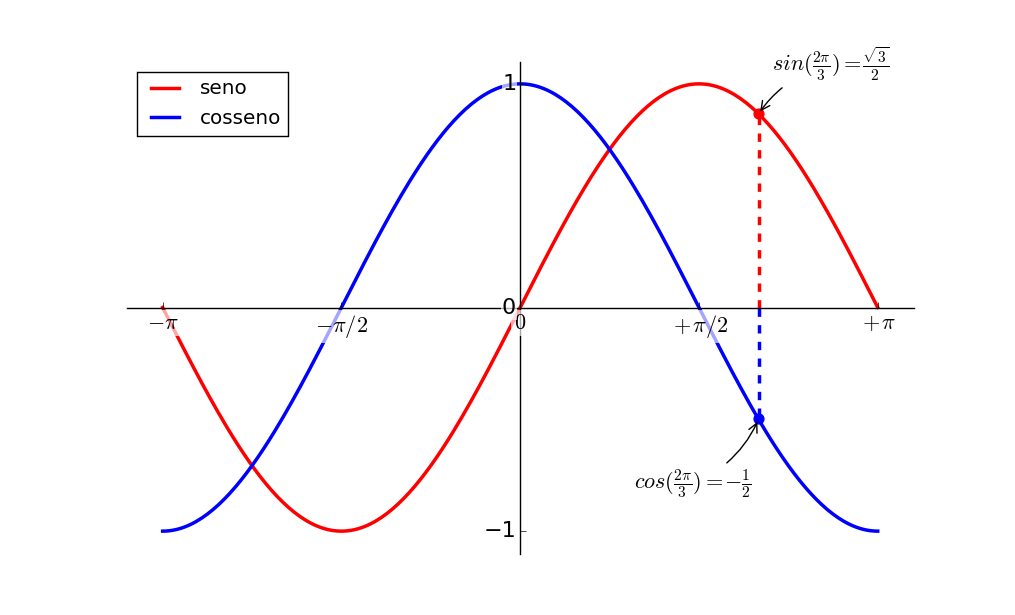 sin(2π/3) = √3/2
seno
cosseno
1
0
−π
−π/2
0
+π/2
+π
cos(2π/3) = −1/2
−1